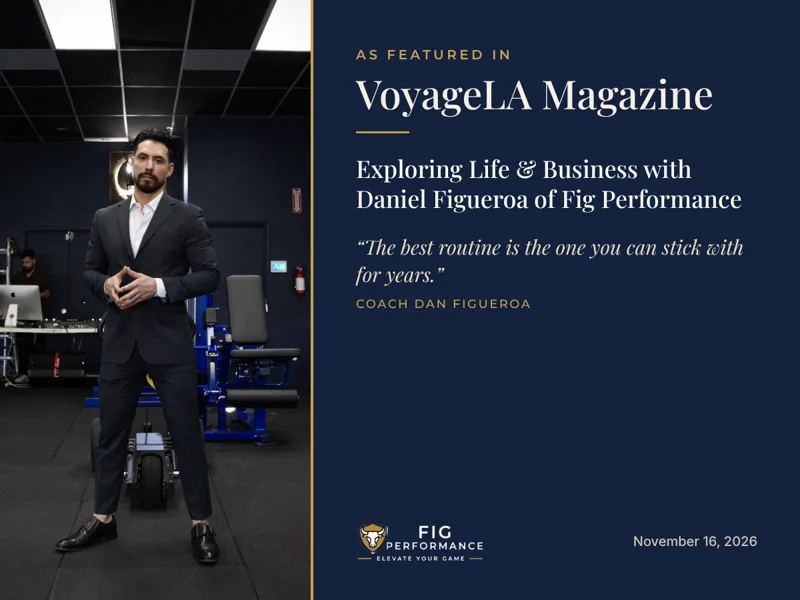 AS FEATURED IN
VoyageLA Magazine
Exploring Life & Business with
Daniel Figueroa of Fig Performance
“The best routine is the one you can stick with
for years.”
COACH DAN FIGUEROA
FIG
PERFORMANCE
ELEVATE YOUR GAME
November 16, 2026